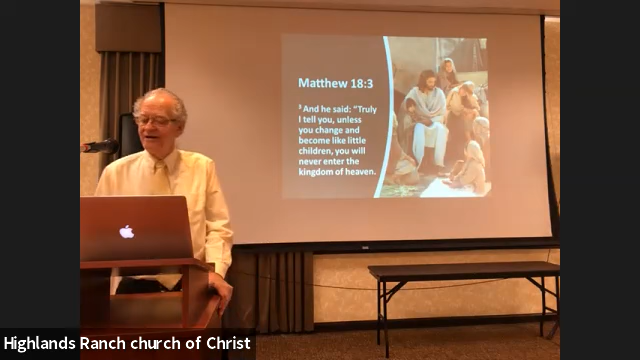 Matthew 18:3
³ And he said: “Truly
I tell you, unless
you change and
become like little
children, you will
never enter the
kingdom of heaven.
Highlands Ranch church of Christ